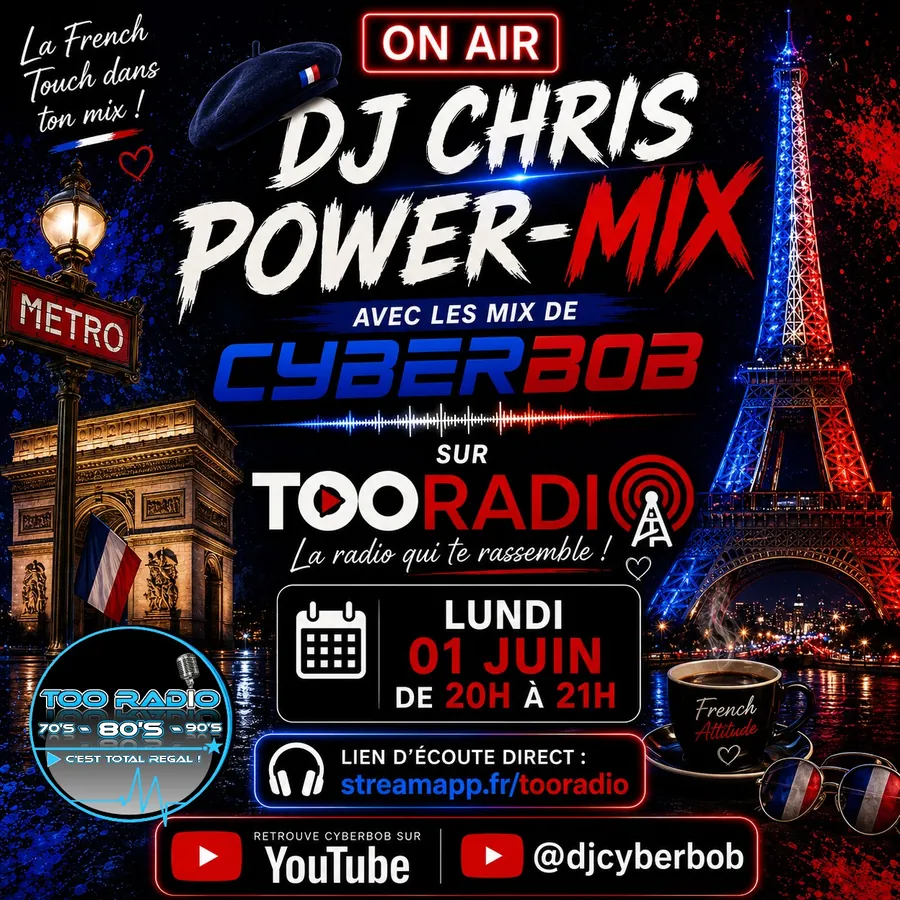 La French
Touch dans
ton mix !
ON AIR
DJ CHRIS
POWER-MIX
AVEC LES MIX DE
CYBERBOB
METRO
SUR
TOORADIO
La radio qui te rassemble !
LUNDI
01 JUIN
DE 20H À 21H
TOO RADIO
70'S - 80'S - 90'S
C'EST TOTAL REGAL !
French
Attitude
LIEN D'ÉCOUTE DIRECT :
streamapp.fr/tooradio
RETROUVE CYBERBOB SUR
YouTube
@djcyberbob